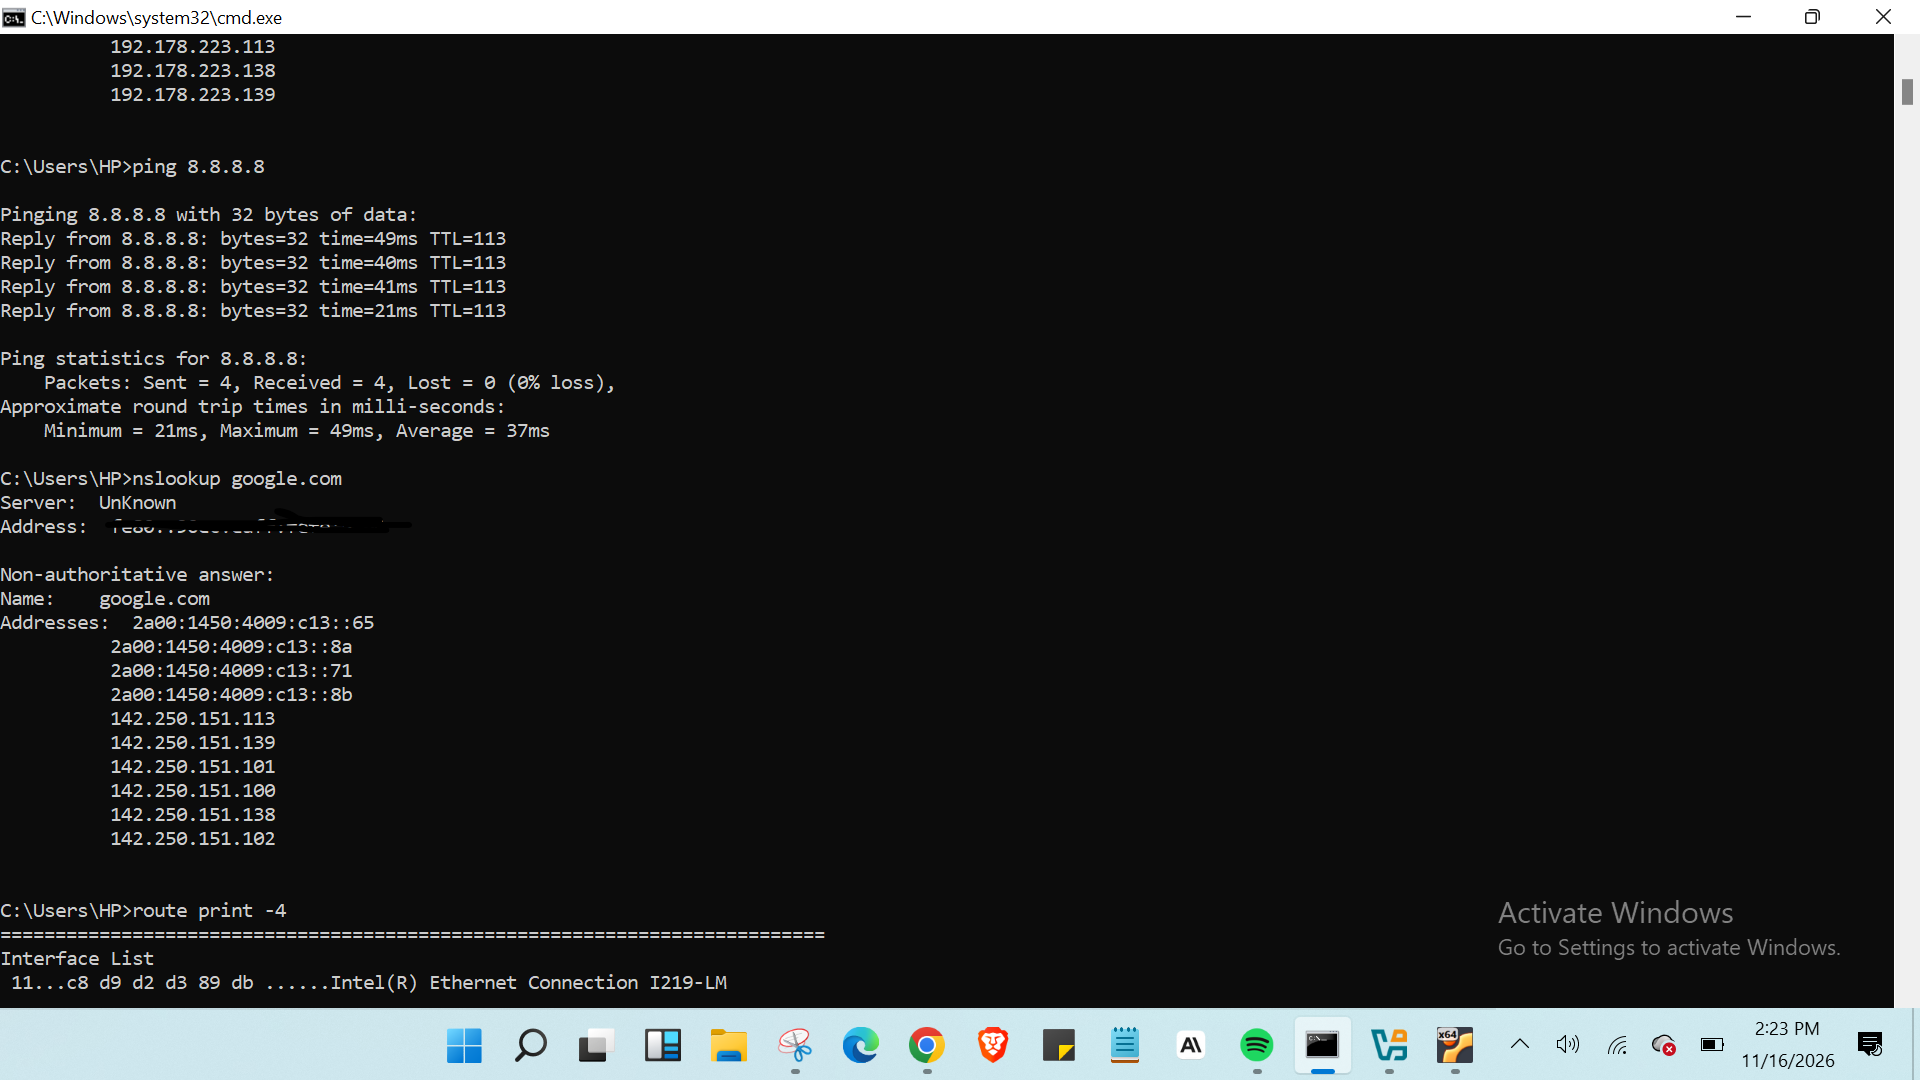 C:\Windows\system32\cmd.exe
192.178.223.113
192.178.223.138
192.178.223.139
C:\Users\HP>ping 8.8.8.8
Pinging 8.8.8.8 with 32 bytes of data:
Reply from 8.8.8.8: bytes=32 time=49ms TTL=113
Reply from 8.8.8.8: bytes=32 time=40ms TTL=113
Reply from 8.8.8.8: bytes=32 time=41ms TTL=113
Reply from 8.8.8.8: bytes=32 time=21ms TTL=113
Ping statistics for 8.8.8.8:
Packets: Sent = 4, Received = 4, Lost = 0 (0% loss),
Approximate round trip times in milli-seconds:
Minimum = 21ms, Maximum = 49ms, Average = 37ms
C:\Users\HP>nslookup google.com
Server:  UnKnown
Address:
Non-authoritative answer:
Name:    google.com
Addresses:  2a00:1450:4009:c13::65
2a00:1450:4009:c13::8a
2a00:1450:4009:c13::71
2a00:1450:4009:c13::8b
142.250.151.113
142.250.151.139
142.250.151.101
142.250.151.100
142.250.151.138
142.250.151.102
C:\Users\HP>route print -4
===========================================================================
Interface List
11...c8 d9 d2 d3 89 db ......Intel(R) Ethernet Connection I219-LM
Activate Windows
Go to Settings to activate Windows.
x64
2:23 PM
11/16/2026